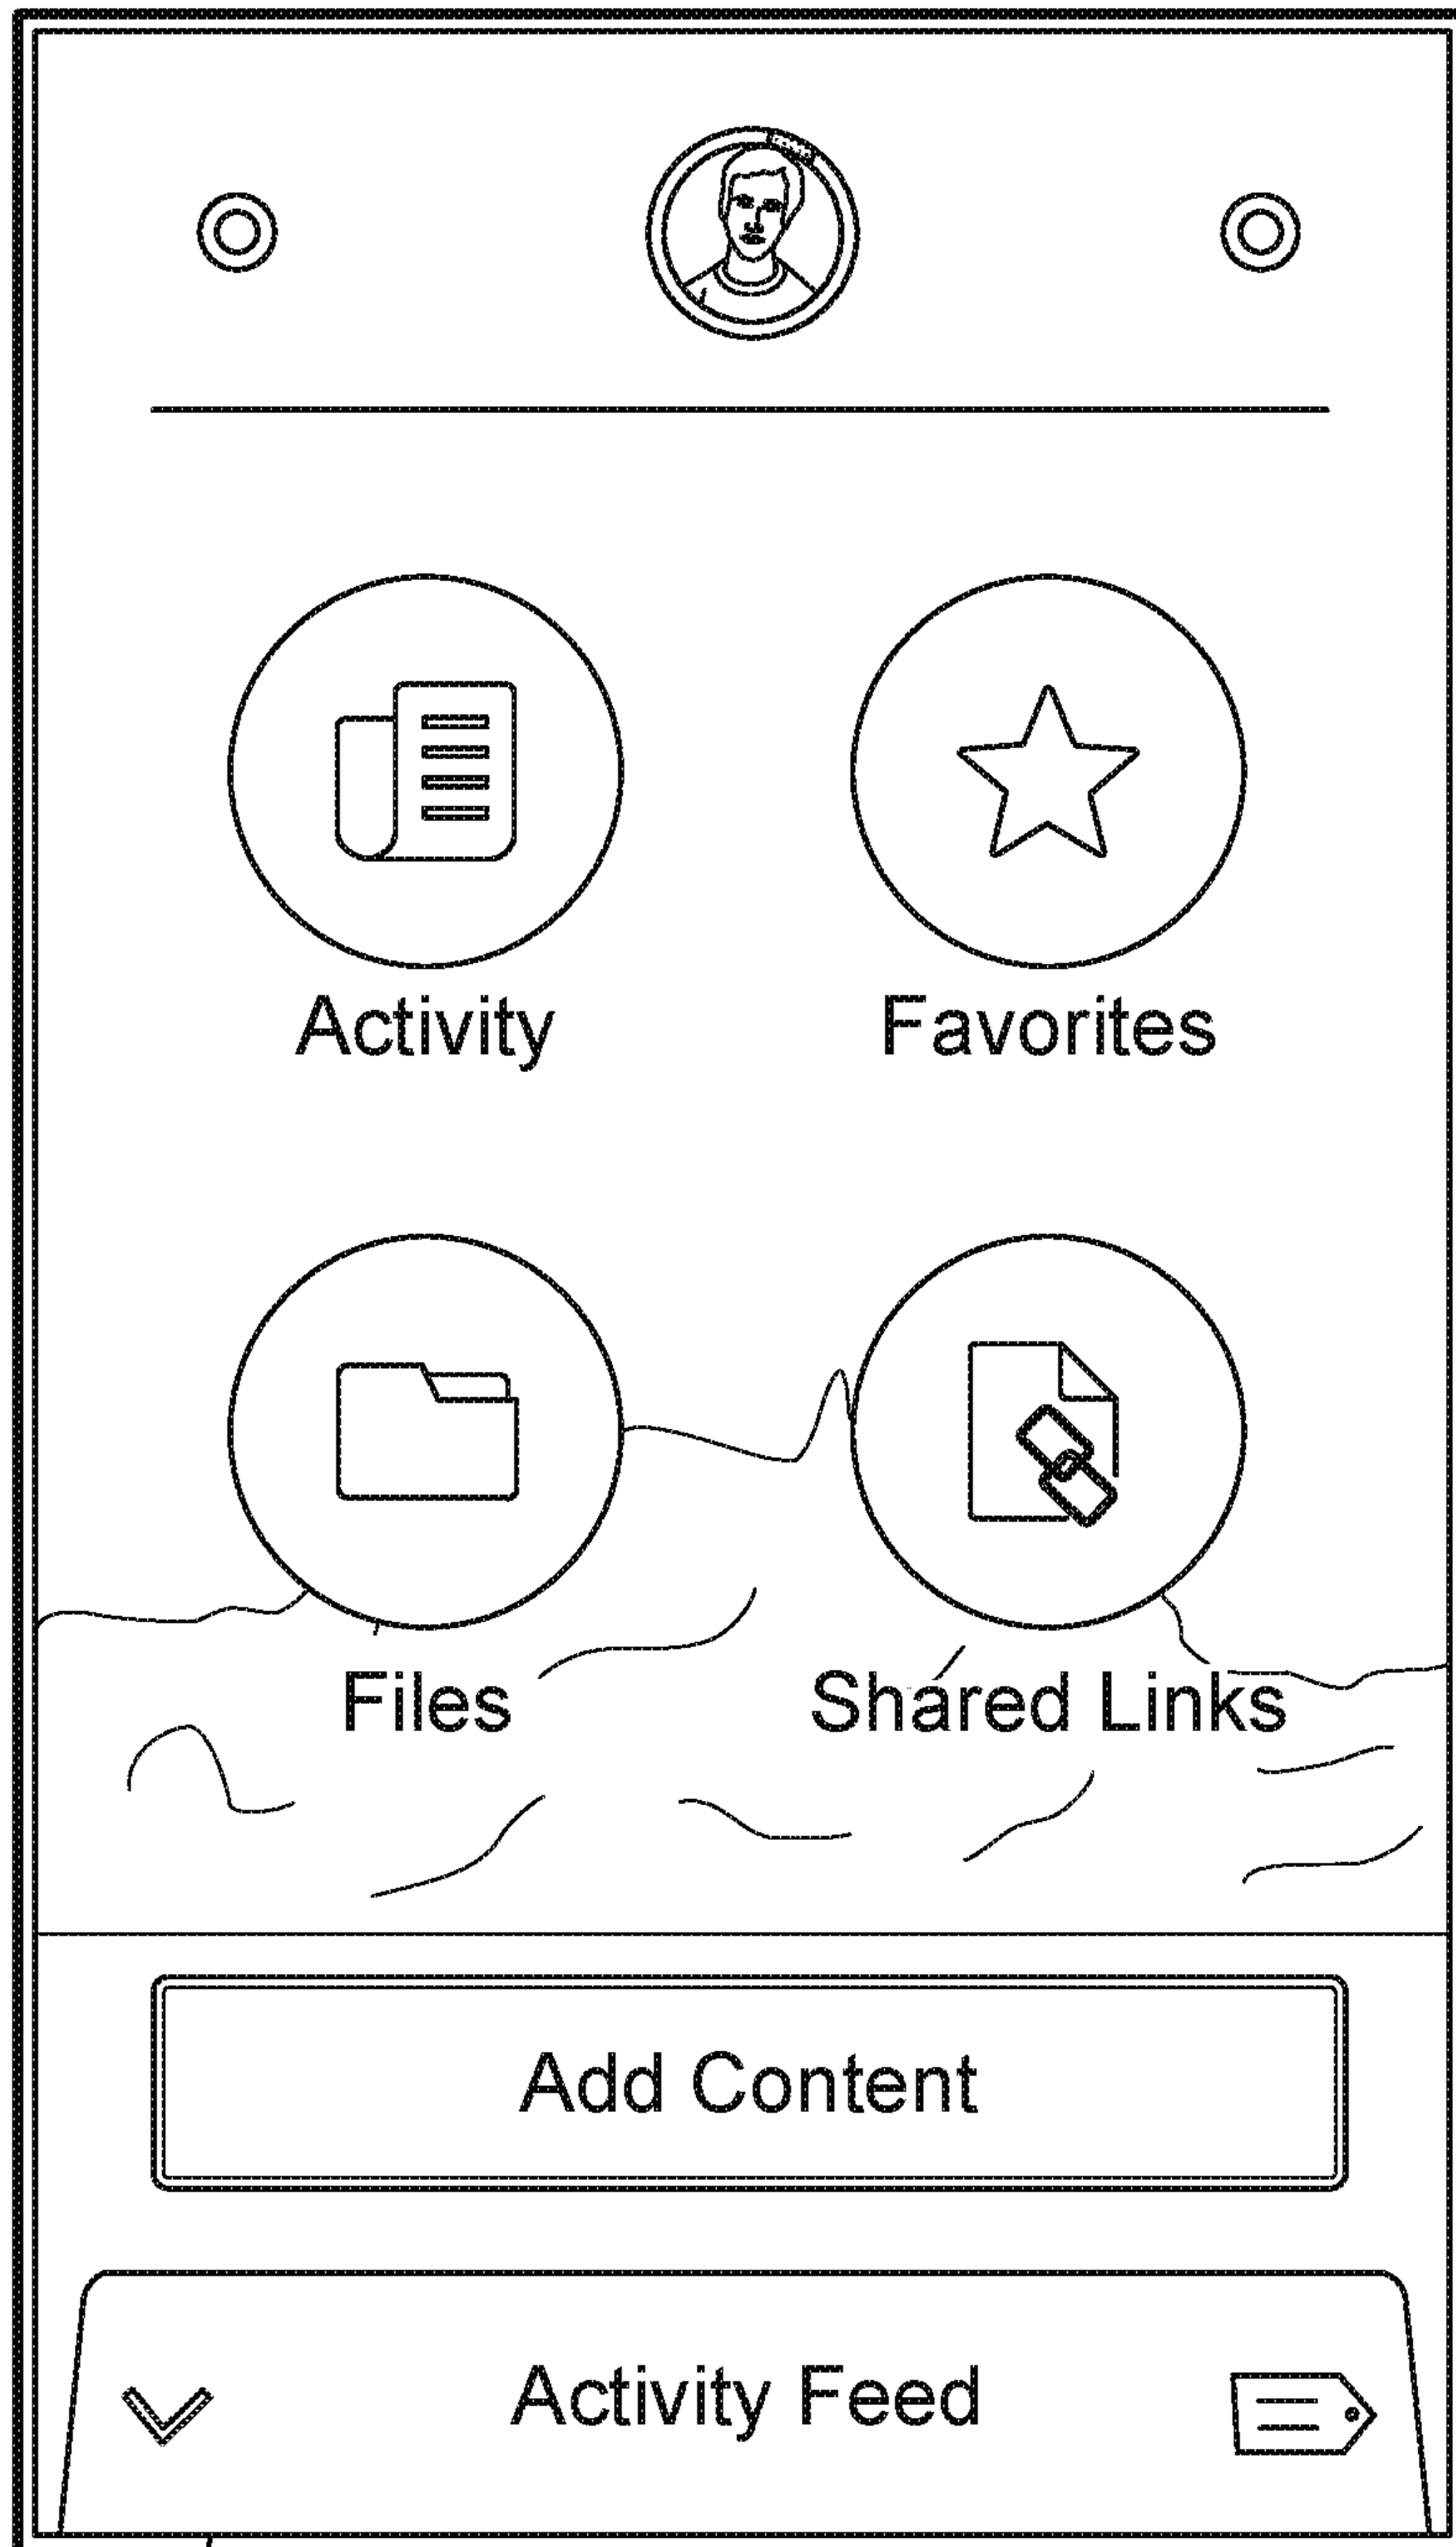 Activity Favorites
Files Shared Links
Add Content
Activity Feed